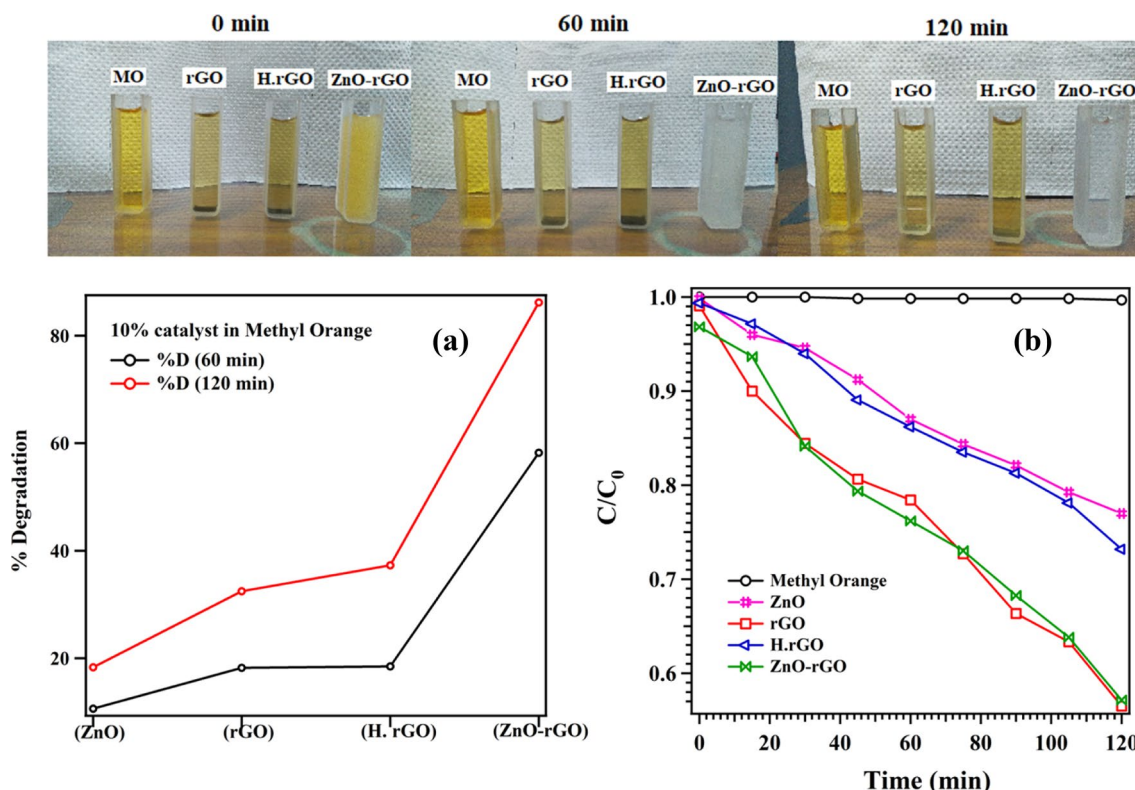 0 min
60 min
120 min
MO rGO H.rGO ZnO-rGO
MO rGO H.rGO ZnO-rGO
MO rGO H.rGO ZnO-rGO
(a)
10% catalyst in Methyl Orange
%D (60 min)
%D (120 min)
% Degradation
80
60
40
20
(ZnO) (rGO) (H. rGO) (ZnO-rGO)
(b)
C/C₀
1.0
0.9
0.8
0.7
0.6
Methyl Orange
ZnO
rGO
H.rGO
ZnO-rGO
0 20 40 60 80 100 120
Time (min)